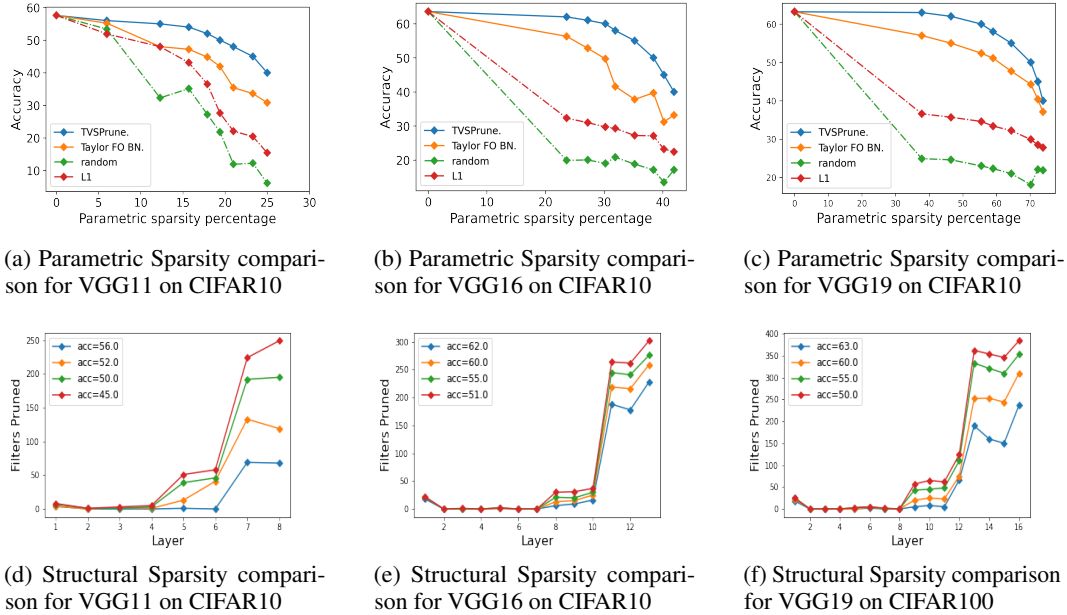 60
50
40
30
20
10
Accuracy
TVSPrune.
Taylor FO BN.
random
L1
0 5 10 15 20 25 30
Parametric sparsity percentage
60
50
40
30
20
Accuracy
TVSPrune.
Taylor FO BN.
random
L1
0 10 20 30 40
Parametric sparsity percentage
60
50
40
30
20
Accuracy
TVSPrune.
Taylor FO BN.
random
L1
0 10 20 30 40 50 60 70
Parametric sparsity percentage
(a) Parametric Sparsity compari-
son for VGG11 on CIFAR10
(b) Parametric Sparsity compari-
son for VGG16 on CIFAR10
(c) Parametric Sparsity compari-
son for VGG19 on CIFAR10
250
200
150
100
50
0
Filters Pruned
acc=56.0
acc=52.0
acc=50.0
acc=45.0
1 2 3 4 5 6 7 8
Layer
300
250
200
150
100
50
0
Filters Pruned
acc=62.0
acc=60.0
acc=55.0
acc=51.0
2 4 6 8 10 12
Layer
400
350
300
250
200
150
100
50
0
Filters Pruned
acc=63.0
acc=60.0
acc=55.0
acc=50.0
2 4 6 8 10 12 14 16
Layer
(d) Structural Sparsity compari-
son for VGG11 on CIFAR10
(e) Structural Sparsity compari-
son for VGG16 on CIFAR10
(f) Structural Sparsity comparison
for VGG19 on CIFAR100